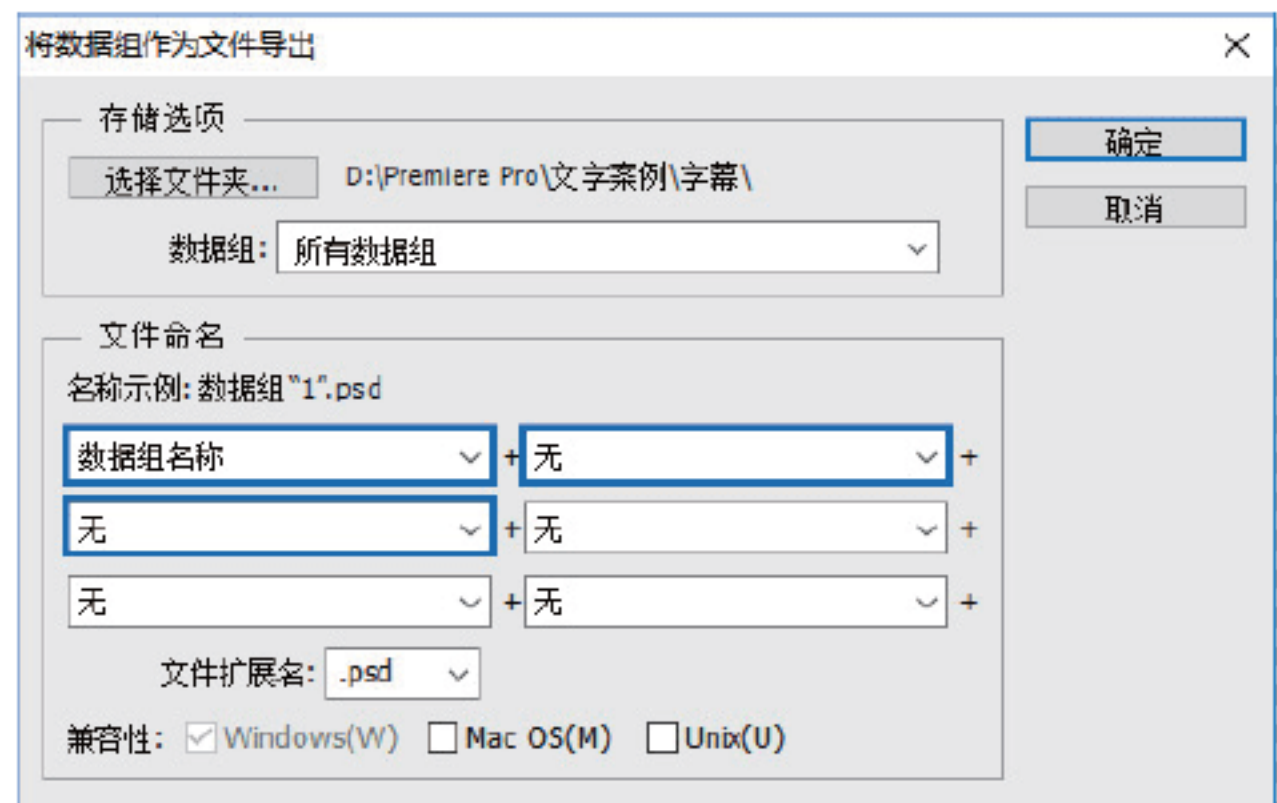 将数据组作为文件导出
存储选项
确定
选择文件夹... D:\Premiere Pro\文字案例\字幕\
取消
数据组: 所有数据组
文件命名
名称示例: 数据组“1”.psd
数据组名称 + 无 +
无 + 无 +
无 + 无 +
文件扩展名: .psd
兼容性: Windows(W) Mac OS(M) Unix(U)